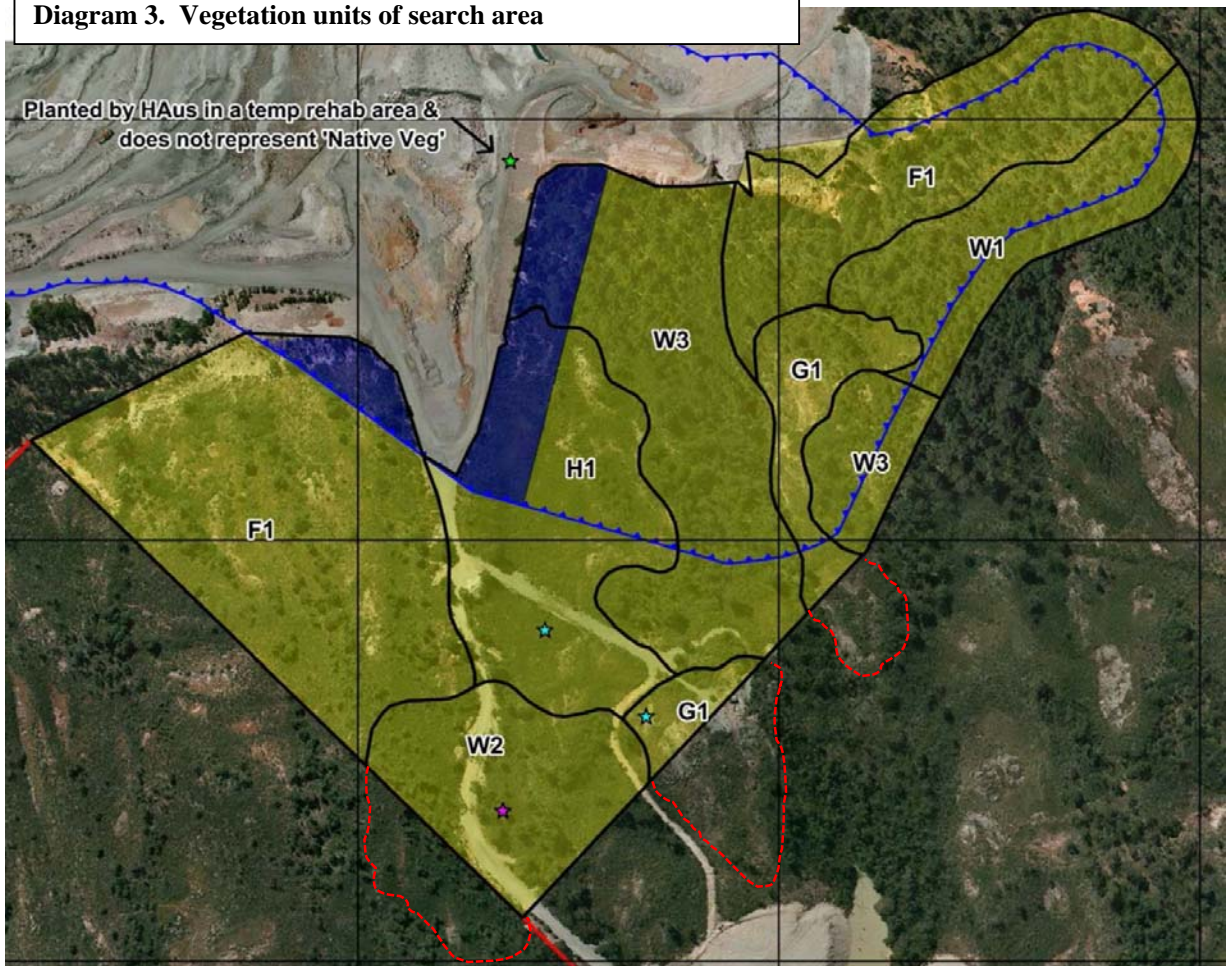 Diagram 3. Vegetation units of search area
Planted by HAus in a temp rehab area &
does not represent 'Native Veg'
F1
W1
W3
G1
W3
H1
F1
G1
W2